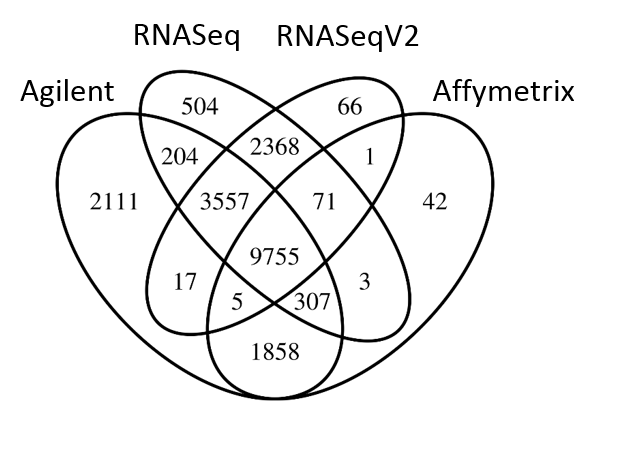 RNASeq RNASeqV2
Agilent Affymetrix
504 66
204 2368 1
2111 3557 71 42
9755
17 5 307 3
1858